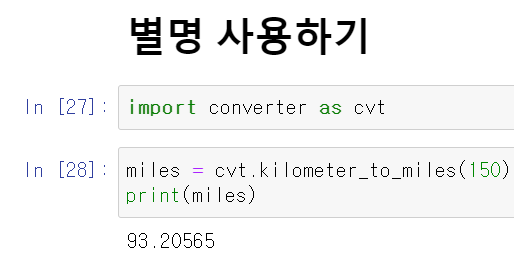 별명 사용하기
In [27]: import converter as cvt
In [28]: miles = cvt.kilometer_to_miles(150)
print(miles)
93.20565